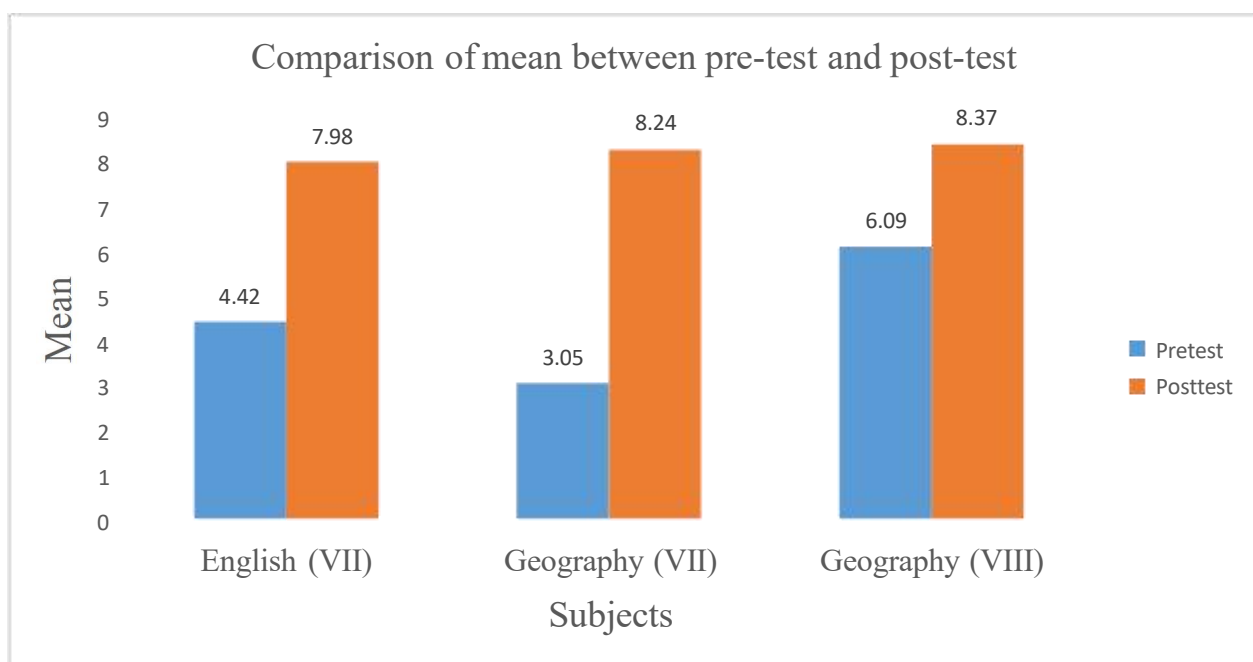 Comparison of mean between pre-test and post-test
9
8
7
6
5
4
3
2
1
0
Mean
4.42
7.98
3.05
8.24
6.09
8.37
English (VII)
Geography (VII)
Geography (VIII)
Subjects
Pretest
Posttest